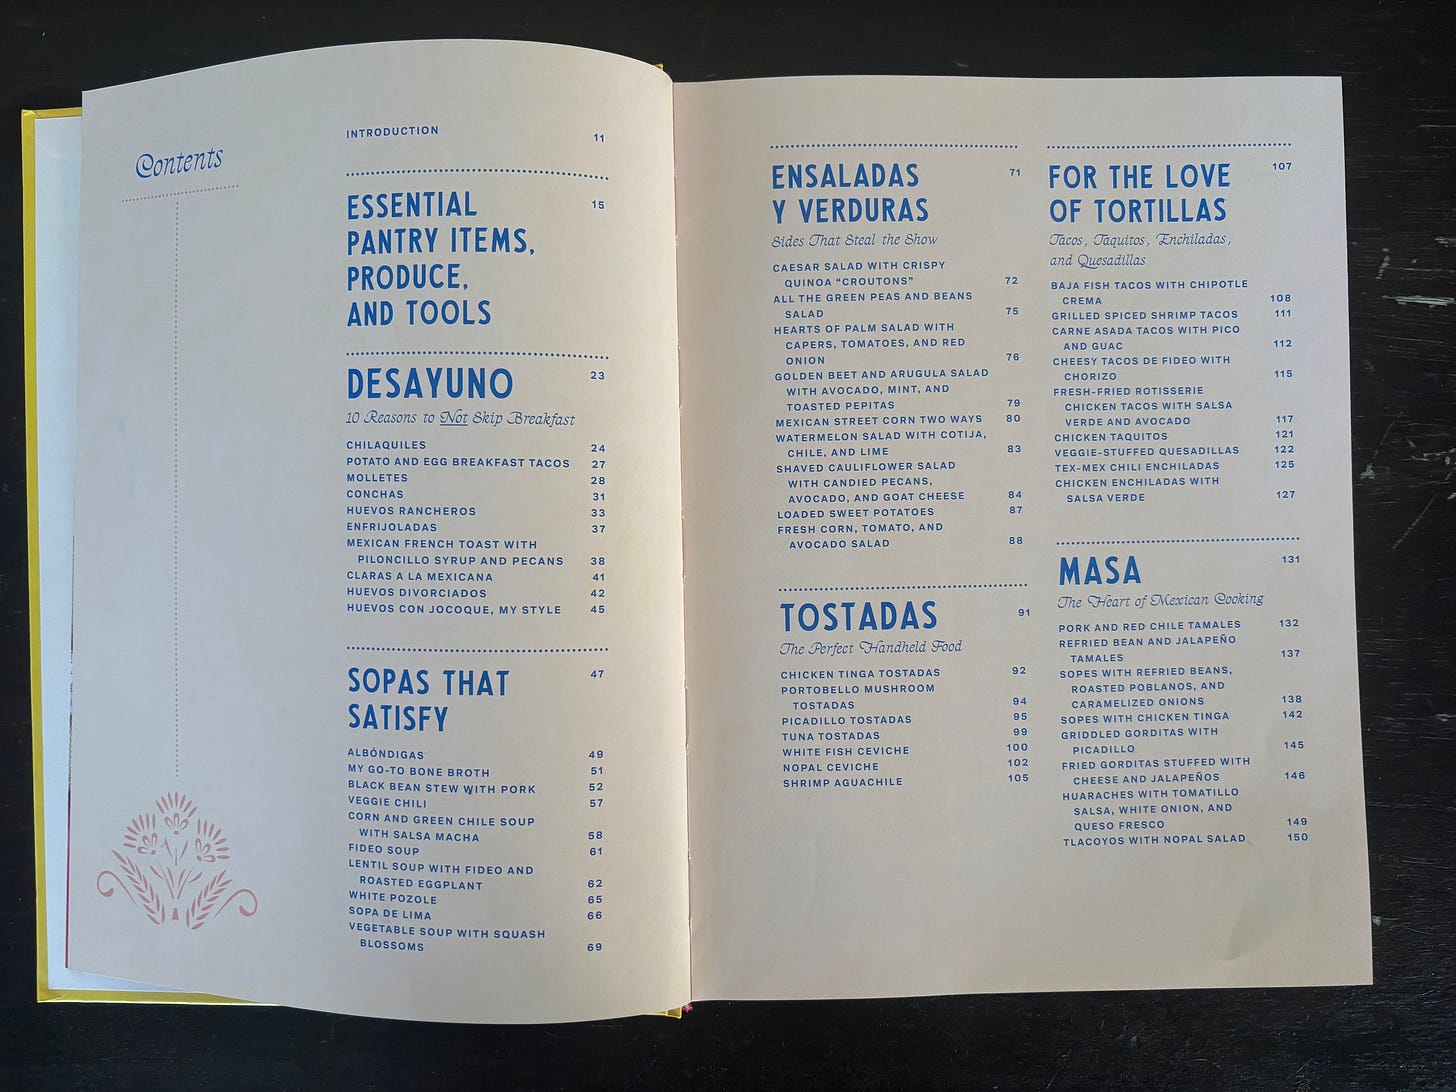 Contents
INTRODUCTION 11
ESSENTIAL 15
PANTRY ITEMS,
PRODUCE,
AND TOOLS
DESAYUNO 23
10 Reasons to Not Skip Breakfast
CHILAQUILES 24
POTATO AND EGG BREAKFAST TACOS 27
MOLLETES 28
CONCHAS 31
HUEVOS RANCHEROS 33
ENFRIJOLADAS 37
MEXICAN FRENCH TOAST WITH
PILONCILLO SYRUP AND PECANS 38
CLARAS A LA MEXICANA 41
HUEVOS DIVORCIADOS 42
HUEVOS CON JOCOQUE, MY STYLE 45
SOPAS THAT 47
SATISFY
ALBÓNDIGAS 49
MY GO-TO BONE BROTH 51
BLACK BEAN STEW WITH PORK 52
VEGGIE CHILI 57
CORN AND GREEN CHILE SOUP
WITH SALSA MACHA 58
FIDEO SOUP 61
LENTIL SOUP WITH FIDEO AND
ROASTED EGGPLANT 62
WHITE POZOLE 65
SOPA DE LIMA 66
VEGETABLE SOUP WITH SQUASH
BLOSSOMS 69
ENSALADAS 71
Y VERDURAS
Sides That Steal the Show
CAESAR SALAD WITH CRISPY
QUINOA “CROUTONS” 72
ALL THE GREEN PEAS AND BEANS
SALAD 75
HEARTS OF PALM SALAD WITH
CAPERS, TOMATOES, AND RED
ONION 76
GOLDEN BEET AND ARUGULA SALAD
WITH AVOCADO, MINT, AND
TOASTED PEPITAS 79
MEXICAN STREET CORN TWO WAYS 80
WATERMELON SALAD WITH COTIJA,
CHILE, AND LIME 83
SHAVED CAULIFLOWER SALAD
WITH CANDIED PECANS,
AVOCADO, AND GOAT CHEESE 84
LOADED SWEET POTATOES 87
FRESH CORN, TOMATO, AND
AVOCADO SALAD 88
TOSTADAS 91
The Perfect Handheld Food
CHICKEN TINGA TOSTADAS 92
PORTOBELLO MUSHROOM
TOSTADAS 94
PICADILLO TOSTADAS 95
TUNA TOSTADAS 99
WHITE FISH CEVICHE 100
NOPAL CEVICHE 102
SHRIMP AGUACHILE 105
FOR THE LOVE 107
OF TORTILLAS
Tacos, Taquitos, Enchiladas,
and Quesadillas
BAJA FISH TACOS WITH CHIPOTLE
CREMA 108
GRILLED SPICED SHRIMP TACOS 111
CARNE ASADA TACOS WITH PICO
AND GUAC 112
CHEESY TACOS DE FIDEO WITH
CHORIZO 115
FRESH-FRIED ROTISSERIE
CHICKEN TACOS WITH SALSA
VERDE AND AVOCADO 117
CHICKEN TAQUITOS 121
VEGGIE-STUFFED QUESADILLAS 122
TEX-MEX CHILI ENCHILADAS 125
CHICKEN ENCHILADAS WITH
SALSA VERDE 127
MASA 131
The Heart of Mexican Cooking
PORK AND RED CHILE TAMALES 132
REFRIED BEAN AND JALAPEÑO
TAMALES 137
SOPES WITH REFRIED BEANS,
ROASTED POBLANOS, AND
CARAMELIZED ONIONS 138
SOPES WITH CHICKEN TINGA 142
GRIDDLED GORDITAS WITH
PICADILLO 145
FRIED GORDITAS STUFFED WITH
CHEESE AND JALAPEÑOS 146
HUARACHES WITH TOMATILLO
SALSA, WHITE ONION, AND
QUESO FRESCO 149
TLACOYOS WITH NOPAL SALAD 150